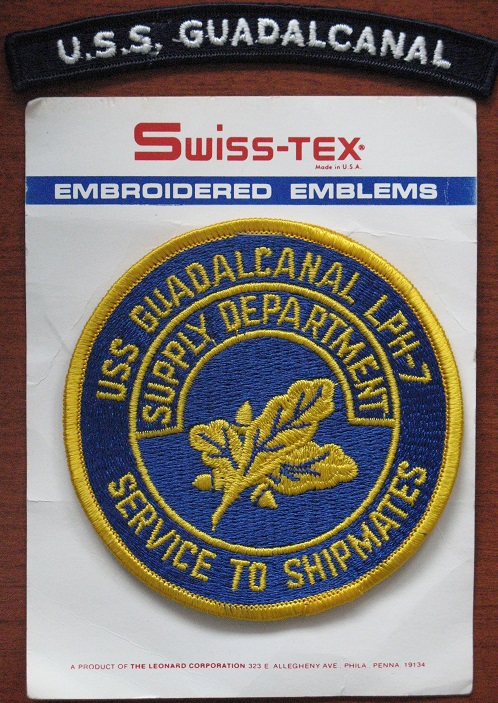 U.S.S. GUADALCANAL
SWISS-TEX®
Made in U.S.A.
EMBROIDERED EMBLEMS
USS GUADALCANAL LPH-7
SUPPLY DEPARTMENT
SERVICE TO SHIPMATES
A PRODUCT OF THE LEONARD CORPORATION 323 E. ALLEGHENY AVE., PHILA. PENNA 19134